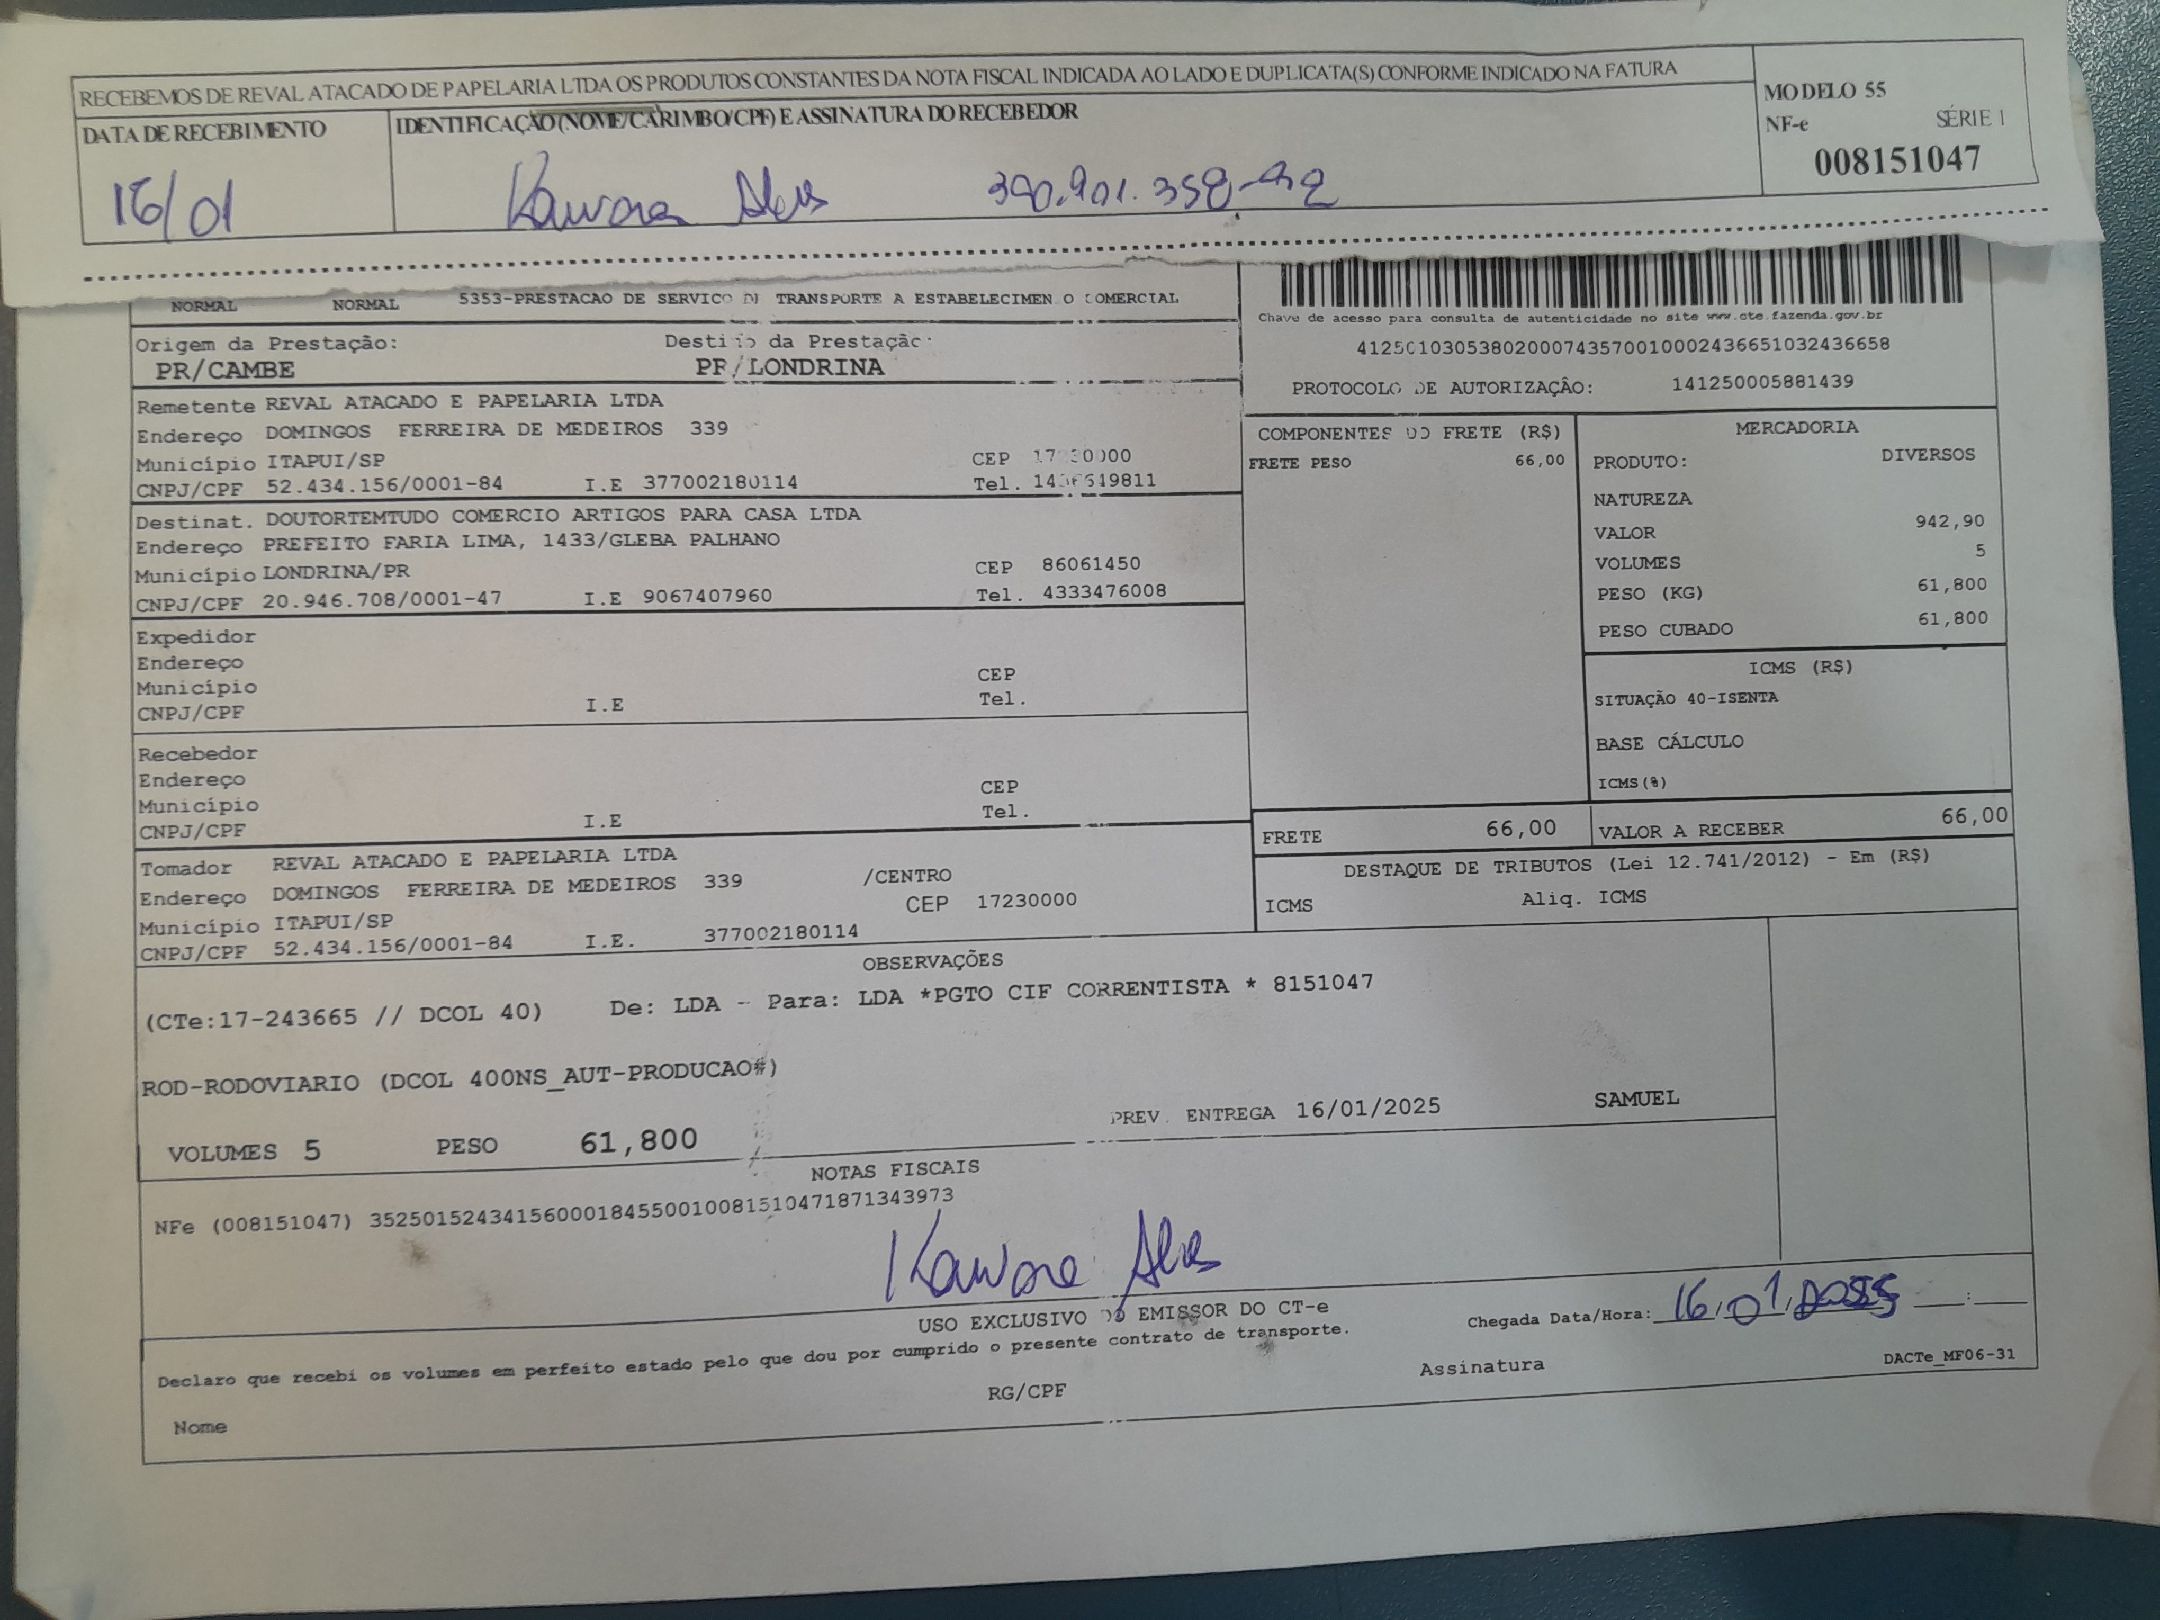 RECEBEMOS DE REVAL ATACADO DE PAPELARIA LTDA OS PRODUTOS CONSTANTES DA NOTA FISCAL INDICADA AO LADO E DUPLICATA(S) CONFORME INDICADO NA FATURA
MODELO 55
NF-e SÉRIE 1
008151047
DATA DE RECEBIMENTO
IDENTIFICAÇÃO (NOME/CARIMBO/CPF) E ASSINATURA DO RECEBEDOR
16/01
Alves
NORMAL NORMAL 5353-PRESTACAO DE SERVICO DE TRANSPORTE A ESTABELECIMEN O COMERCIAL
Chave de acesso para consulta de autenticidade no site www.cte.fazenda.gov.br
41250103053802000743570010002436651032436658
PROTOCOLO DE AUTORIZAÇÃO: 141250005881439
Origem da Prestação: Destino da Prestação:
PR/CAMBE PR/LONDRINA
Remetente REVAL ATACADO E PAPELARIA LTDA
Endereço DOMINGOS FERREIRA DE MEDEIROS 339
Município ITAPUI/SP CEP 17230000
CNPJ/CPF 52.434.156/0001-84 I.E 377002180114 Tel.
Destinat. DOUTORTEMTUDO COMERCIO ARTIGOS PARA CASA LTDA
Endereço PREFEITO FARIA LIMA, 1433/GLEBA PALHANO
Município LONDRINA/PR CEP 86061450
CNPJ/CPF 20.946.708/0001-47 I.E 9067407960 Tel. 4333476008
Expedidor
Endereço
Município CEP
CNPJ/CPF I.E Tel.
Recebedor
Endereço
Município CEP
CNPJ/CPF I.E Tel.
Tomador REVAL ATACADO E PAPELARIA LTDA
Endereço DOMINGOS FERREIRA DE MEDEIROS 339 /CENTRO
Município ITAPUI/SP CEP 17230000
CNPJ/CPF 52.434.156/0001-84 I.E. 377002180114
COMPONENTES DO FRETE (R$)
FRETE PESO 66,00
MERCADORIA
PRODUTO: DIVERSOS
NATUREZA
VALOR 942,90
VOLUMES 5
PESO (KG) 61,800
PESO CUBADO 61,800
ICMS (R$)
SITUAÇÃO 40-ISENTA
BASE CÁLCULO
ICMS(%)
FRETE 66,00 VALOR A RECEBER 66,00
DESTAQUE DE TRIBUTOS (Lei 12.741/2012) - Em (R$)
ICMS Aliq. ICMS
OBSERVAÇÕES
(CTe:17-243665 // DCOL 40) De: LDA - Para: LDA *PGTO CIF CORRENTISTA * 8151047
ROD-RODOVIARIO (DCOL 400NS_AUT-PRODUCAO#)
PREV. ENTREGA 16/01/2025 SAMUEL
VOLUMES 5 PESO 61,800
NOTAS FISCAIS
NFe (008151047) 35250152434156000184550010081510471871343973
Alves
USO EXCLUSIVO DO EMISSOR DO CT-e
Chegada Data/Hora: 16/01/2025 __:__
Declaro que recebi os volumes em perfeito estado pelo que dou por cumprido o presente contrato de transporte.
Nome RG/CPF Assinatura DACTe_MF06-31